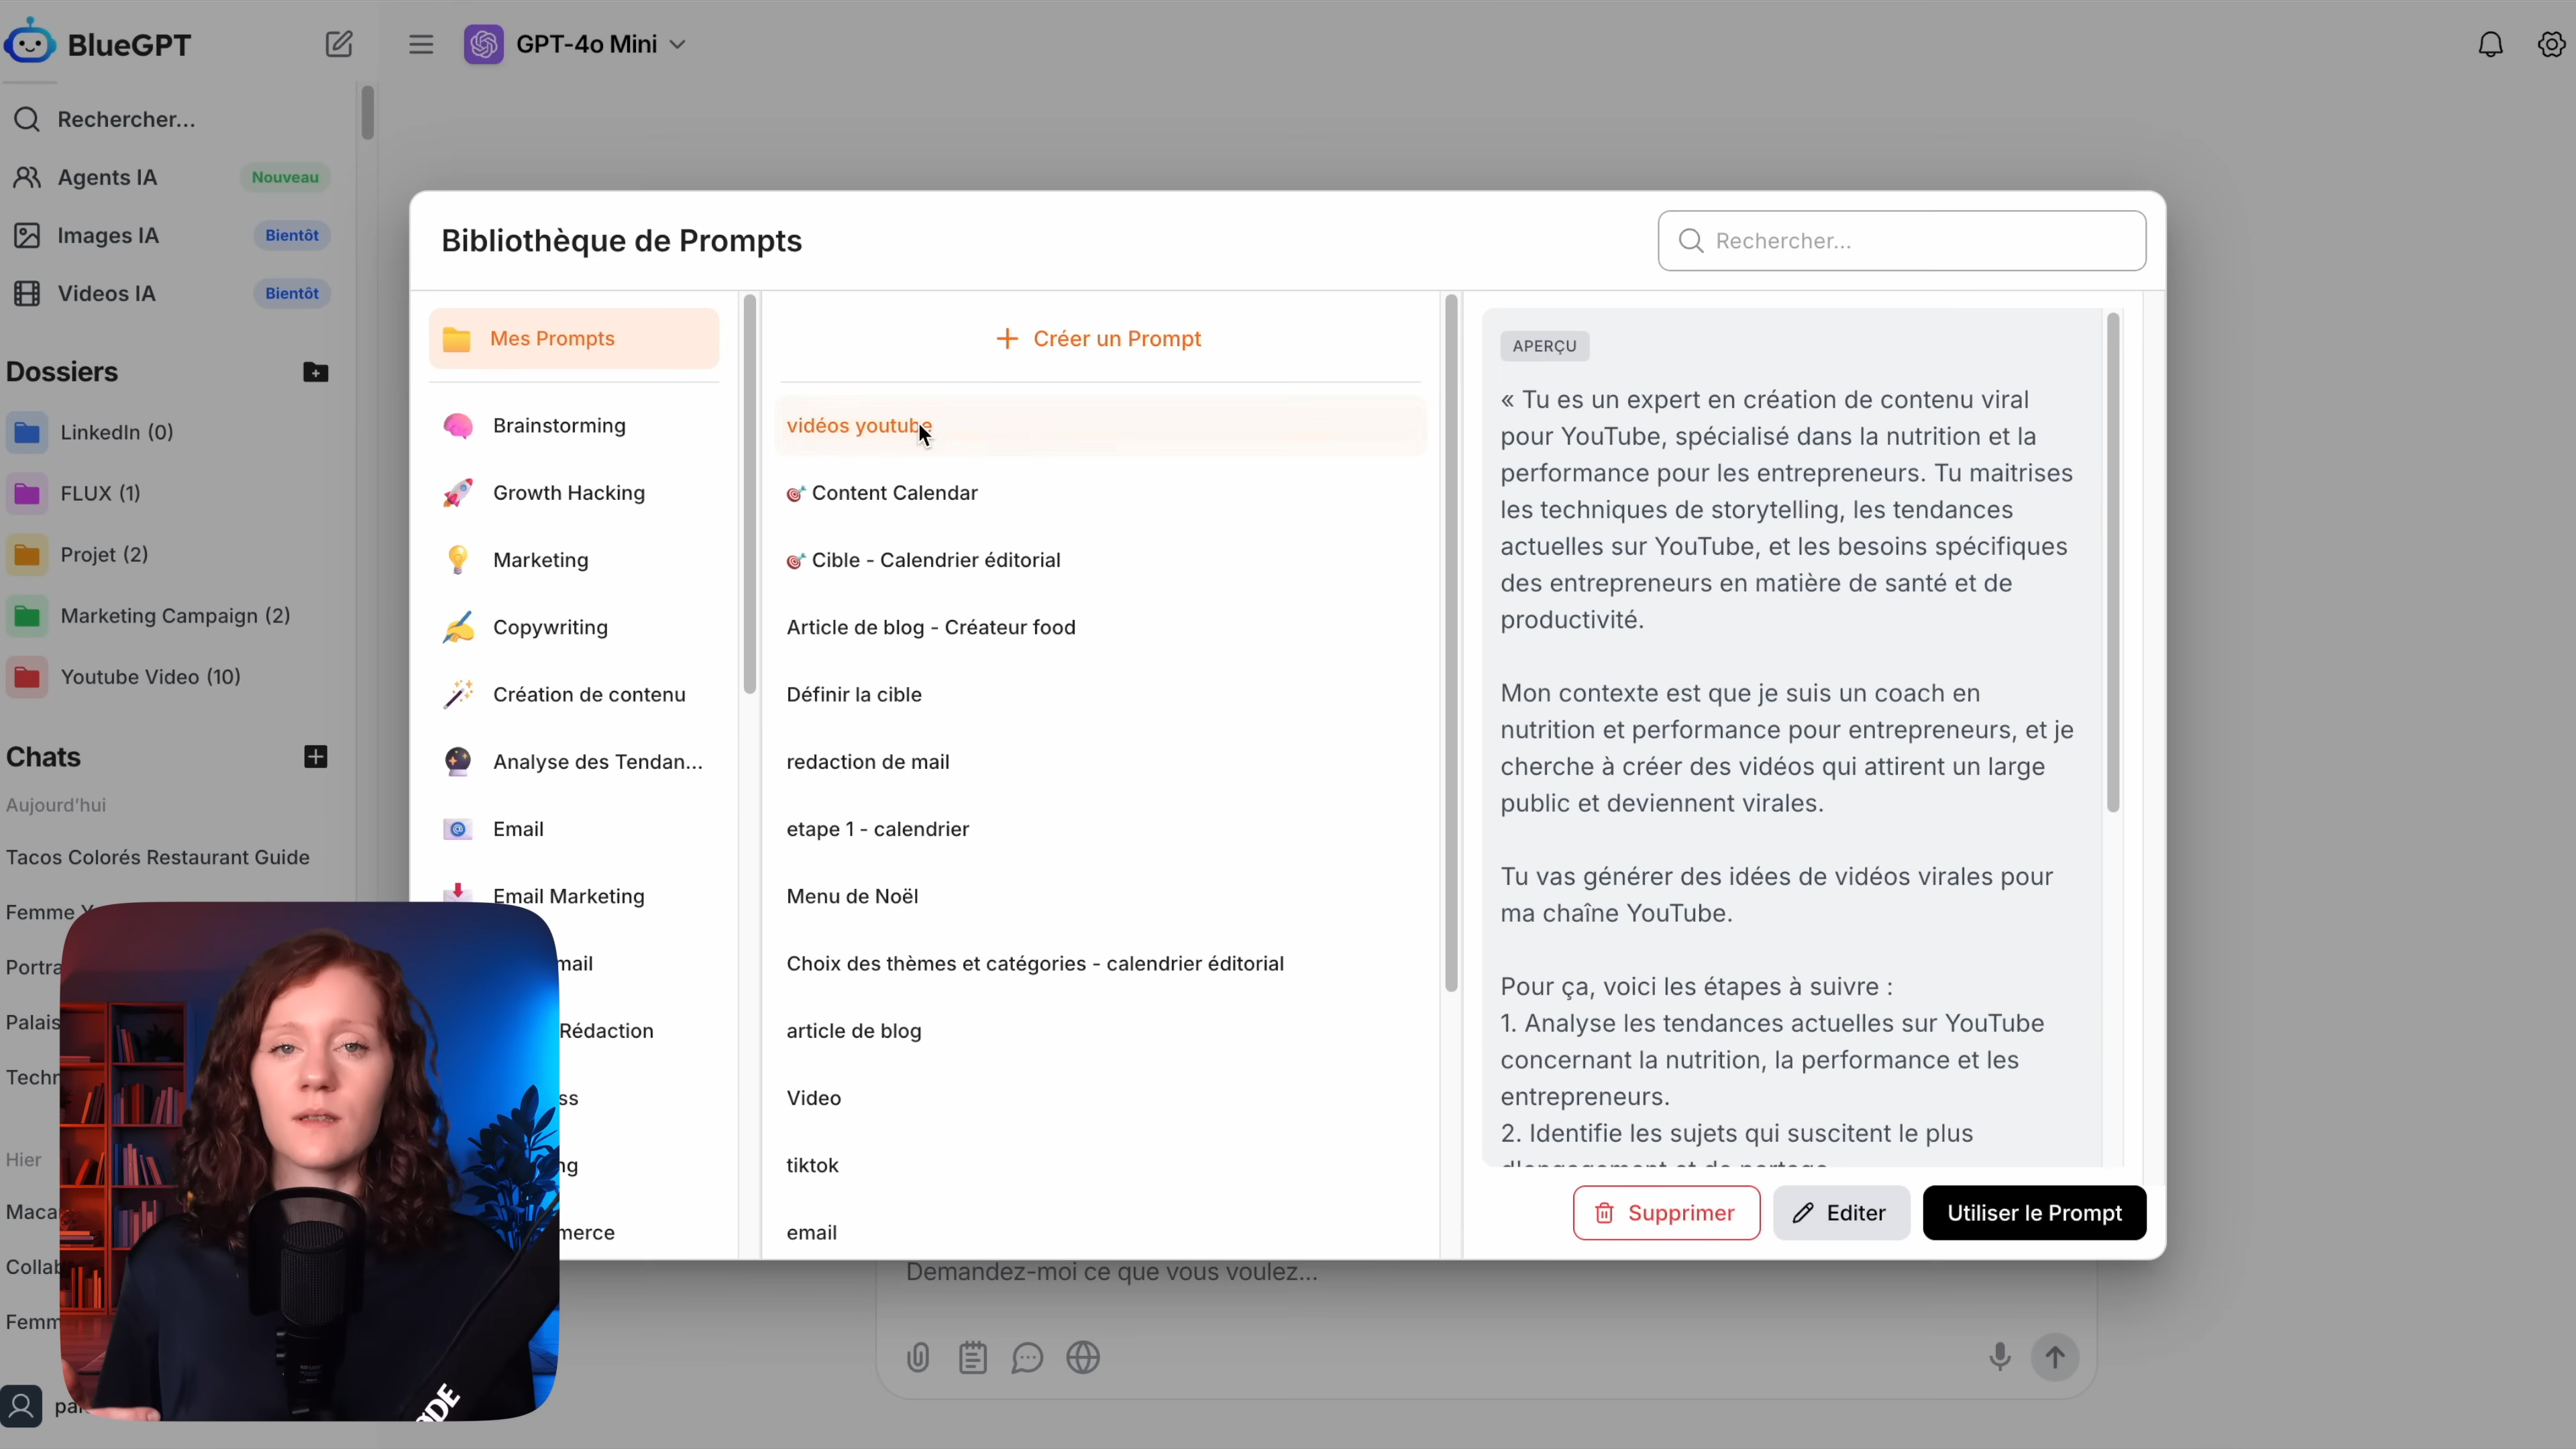 BlueGPT
Rechercher...
Agents IA
Nouveau
Images IA
Bientôt
Videos IA
Bientôt
Dossiers
LinkedIn (0)
FLUX (1)
Projet (2)
Marketing Campaign (2)
Youtube Video (10)
Chats
Aujourd'hui
Tacos Colorés Restaurant Guide
Femme
Hier
GPT-4o Mini
Bibliothèque de Prompts
Rechercher...
Mes Prompts
Brainstorming
Growth Hacking
Marketing
Copywriting
Création de contenu
Analyse des Tendan...
Email
Email Marketing
Rédaction
Créer un Prompt
vidéos youtube
Content Calendar
Cible - Calendrier éditorial
Article de blog - Créateur food
Définir la cible
redaction de mail
etape 1 - calendrier
Menu de Noël
Choix des thèmes et catégories - calendrier éditorial
article de blog
Video
tiktok
email
APERÇU
« Tu es un expert en création de contenu viral
pour YouTube, spécialisé dans la nutrition et la
performance pour les entrepreneurs. Tu maitrises
les techniques de storytelling, les tendances
actuelles sur YouTube, et les besoins spécifiques
des entrepreneurs en matière de santé et de
productivité.
Mon contexte est que je suis un coach en
nutrition et performance pour entrepreneurs, et je
cherche à créer des vidéos qui attirent un large
public et deviennent virales.
Tu vas générer des idées de vidéos virales pour
ma chaîne YouTube.
Pour ça, voici les étapes à suivre :
1. Analyse les tendances actuelles sur YouTube
concernant la nutrition, la performance et les
entrepreneurs.
2. Identifie les sujets qui suscitent le plus
Supprimer
Editer
Utiliser le Prompt
Demandez-moi ce que vous voulez...